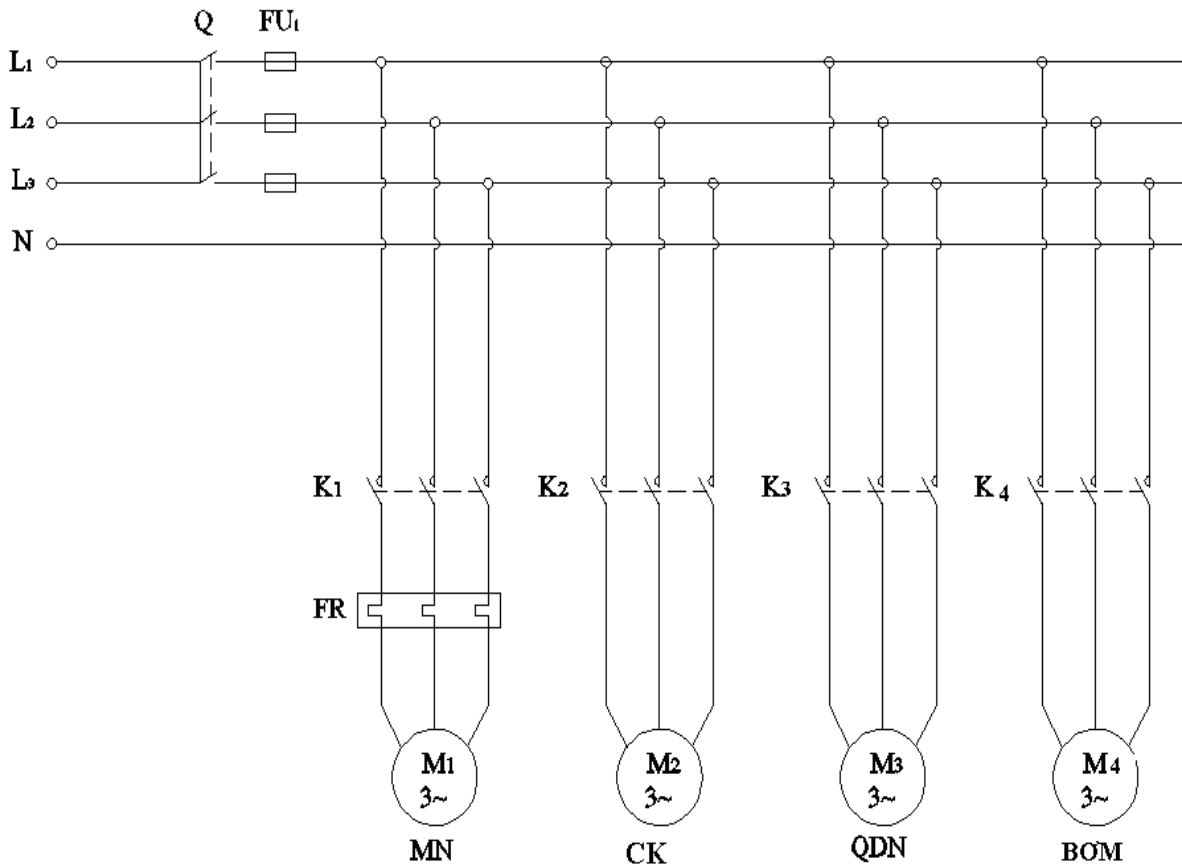 Q FU₁
L₁
L₂
L₃
N
K₁ K₂ K₃ K₄
FR
M₁ M₂ M₃ M₄
3~ 3~ 3~ 3~
MN CK QDN BƠM